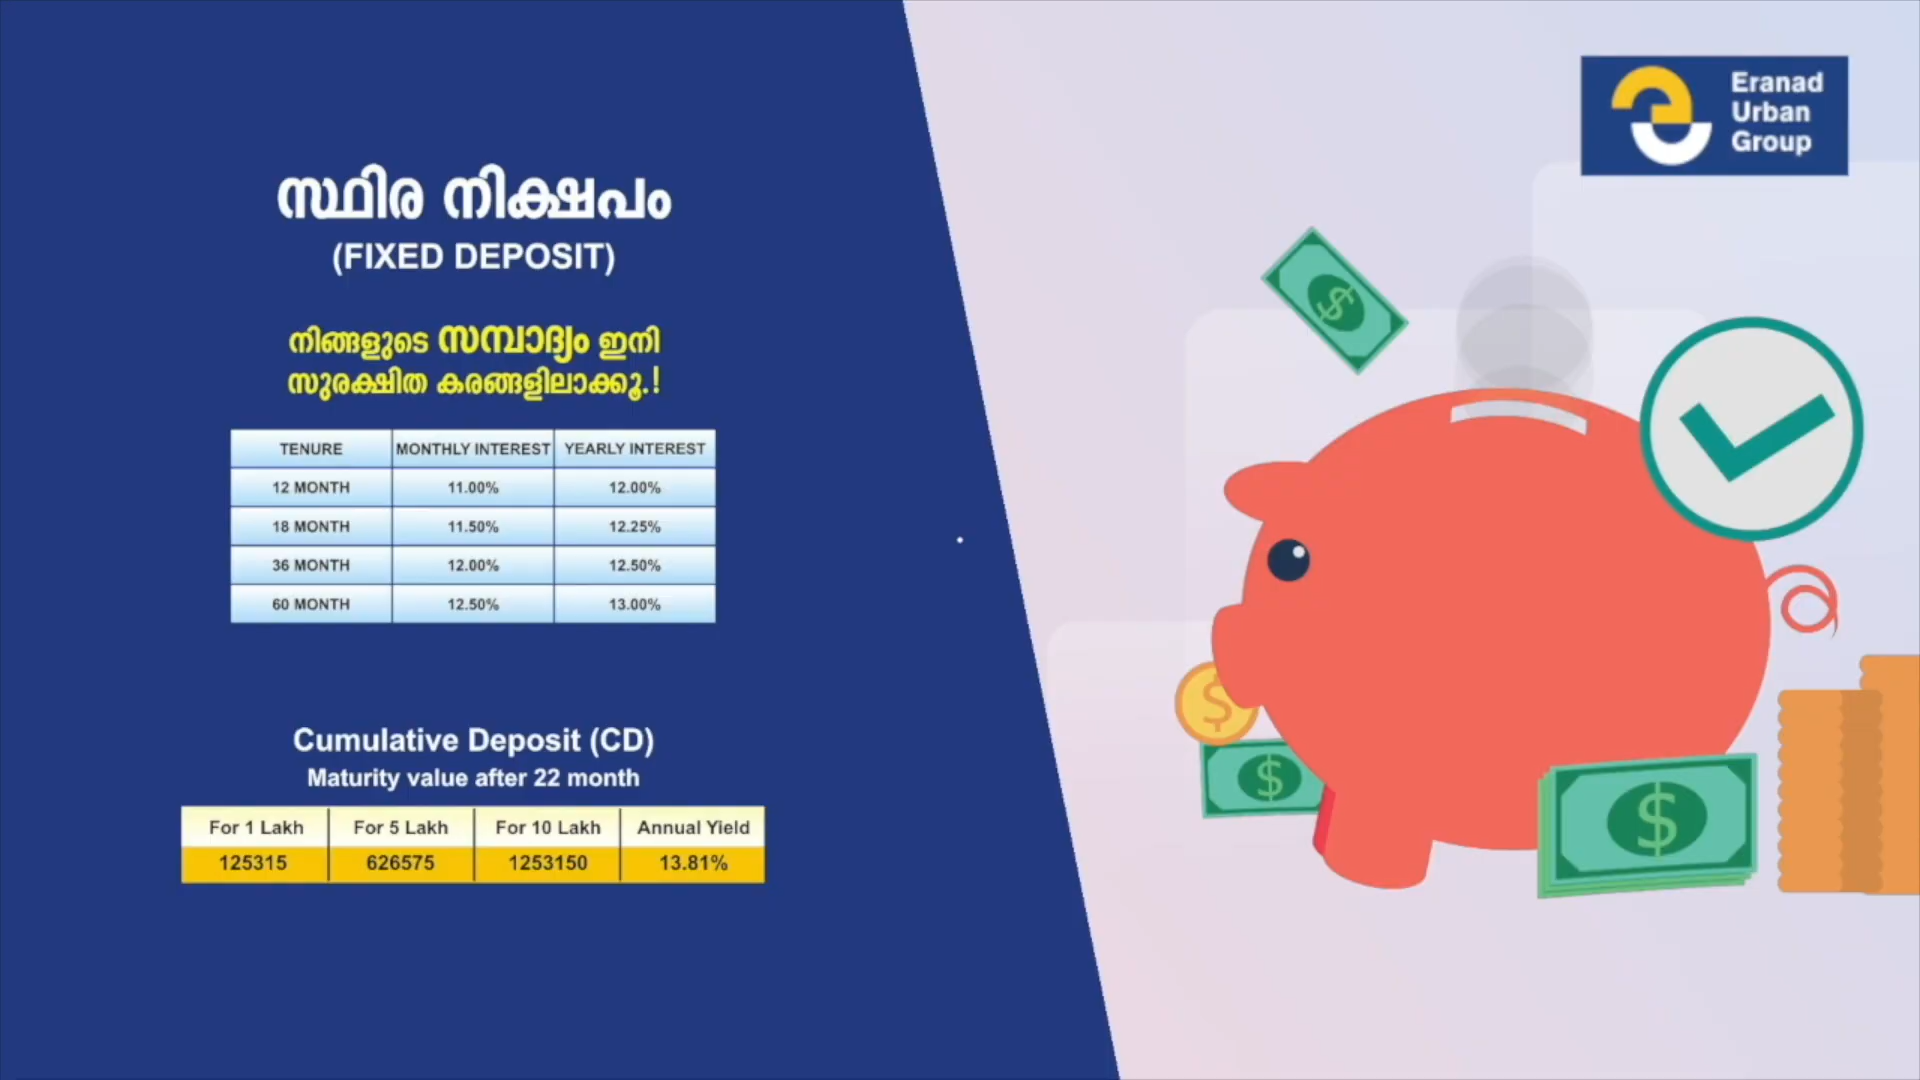 Eranad
Urban
Group
സ്ഥിര നിക്ഷപം
(FIXED DEPOSIT)
നിങ്ങളുടെ സമ്പാദ്യം ഇനി
സുരക്ഷിത കരങ്ങളിലാക്കൂ.!
TENURE MONTHLY INTEREST YEARLY INTEREST
12 MONTH 11.00% 12.00%
18 MONTH 11.50% 12.25%
36 MONTH 12.00% 12.50%
60 MONTH 12.50% 13.00%
Cumulative Deposit (CD)
Maturity value after 22 month
For 1 Lakh For 5 Lakh For 10 Lakh Annual Yield
125315 626575 1253150 13.81%
$
$
$
$